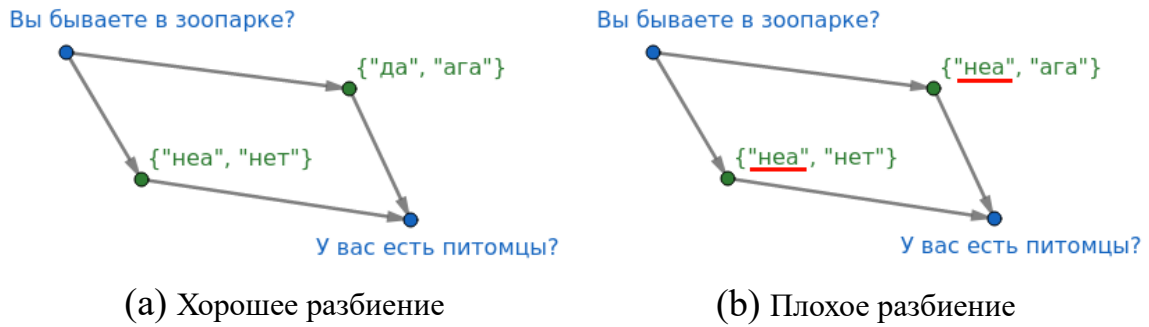 Вы бываете в зоопарке?
{"да", "ага"}
{"неа", "нет"}
У вас есть питомцы?
(a) Хорошее разбиение
Вы бываете в зоопарке?
{"неа", "ага"}
{"неа", "нет"}
У вас есть питомцы?
(b) Плохое разбиение